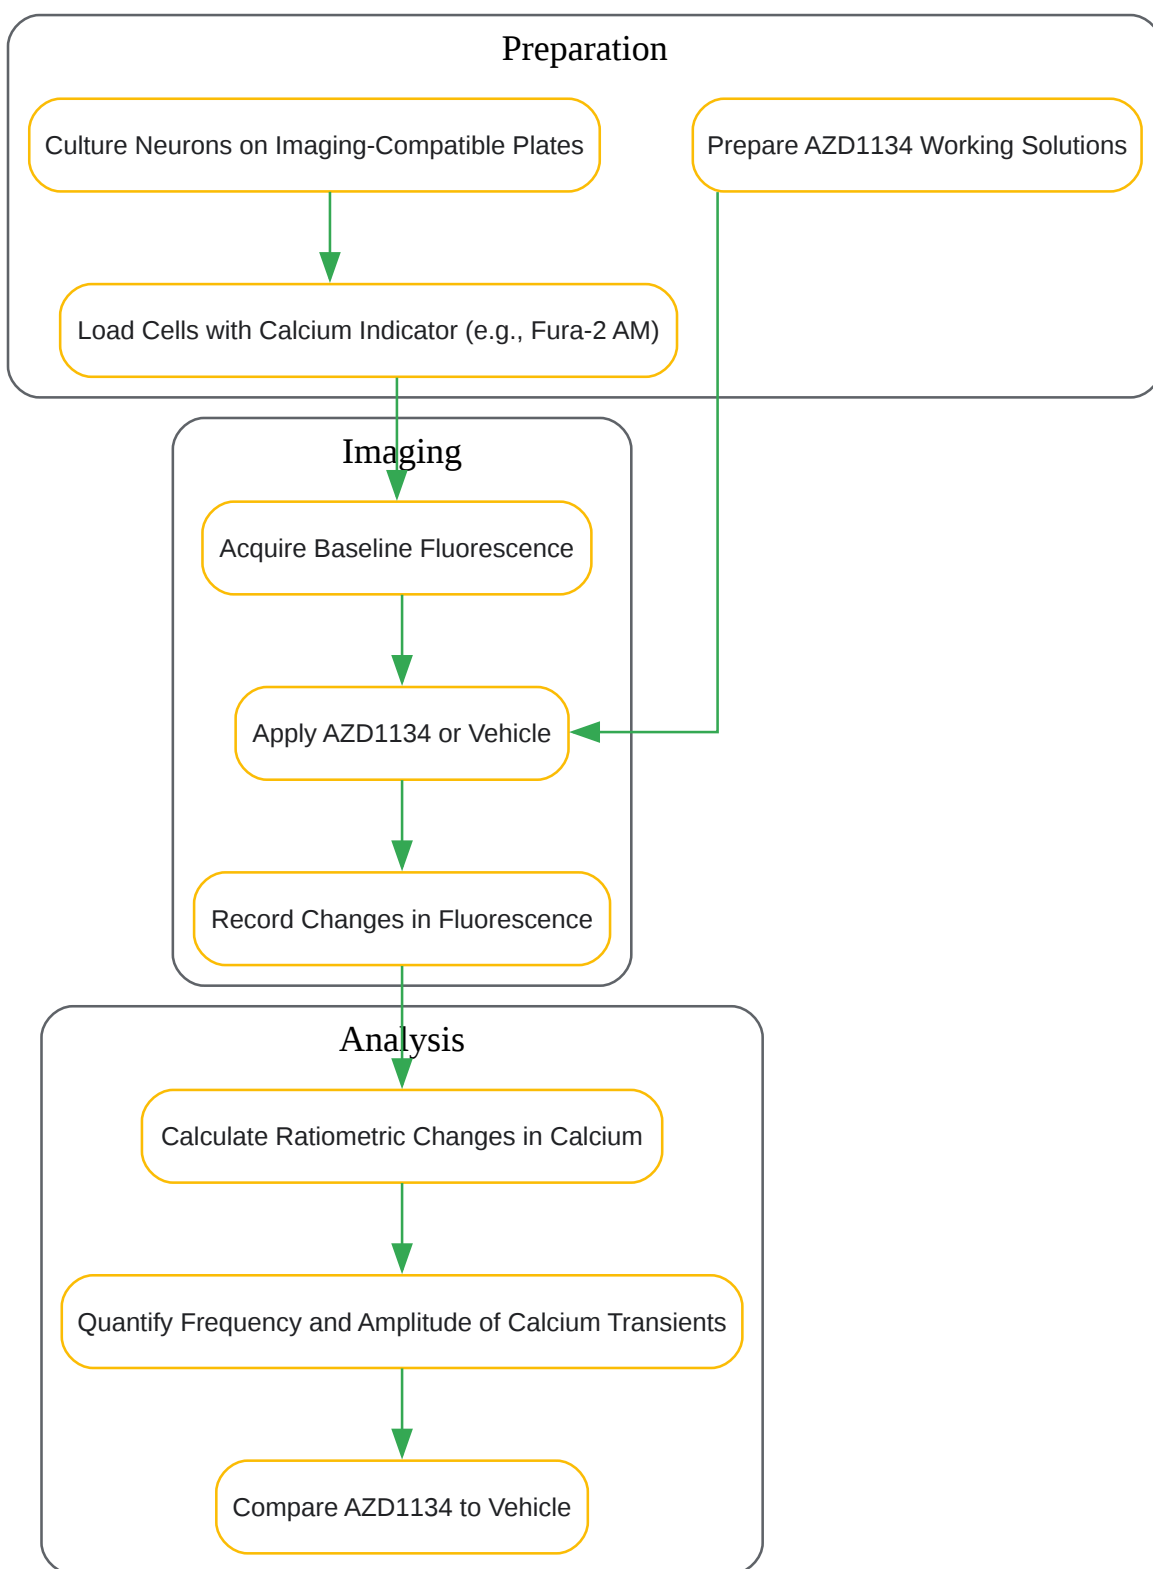 Preparation
Culture Neurons on Imaging-Compatible Plates
Prepare AZD1134 Working Solutions
Load Cells with Calcium Indicator (e.g., Fura-2 AM)
Imaging
Acquire Baseline Fluorescence
Apply AZD1134 or Vehicle
Record Changes in Fluorescence
Analysis
Calculate Ratiometric Changes in Calcium
Quantify Frequency and Amplitude of Calcium Transients
Compare AZD1134 to Vehicle